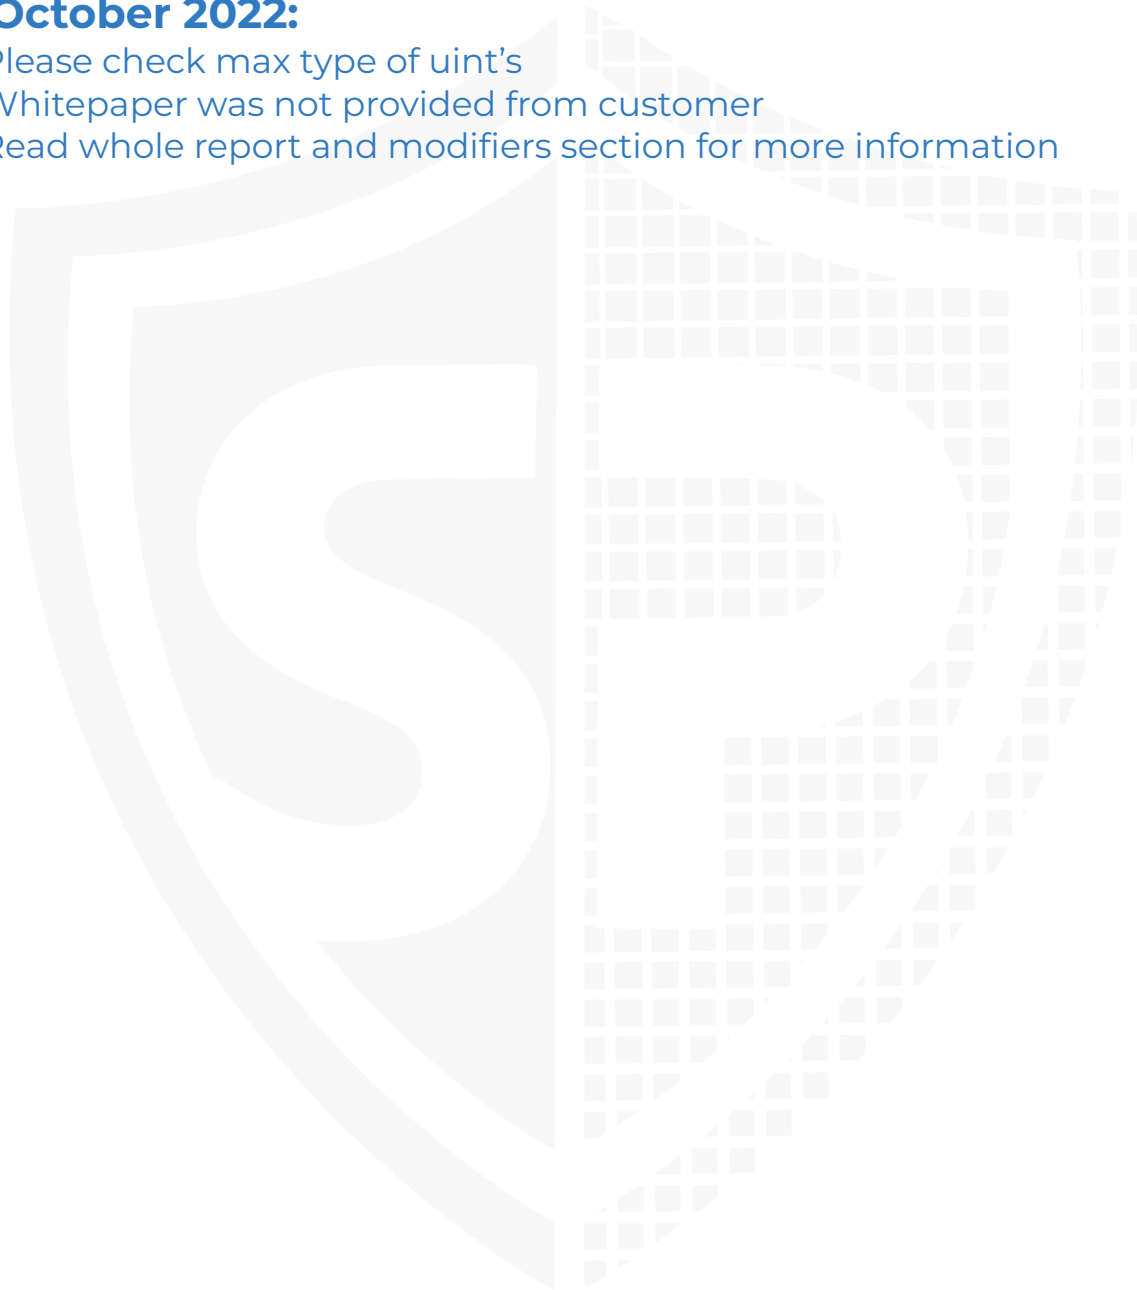 October 2022:
Please check max type of uint’s
Whitepaper was not provided from customer
Read whole report and modifiers section for more information
SP